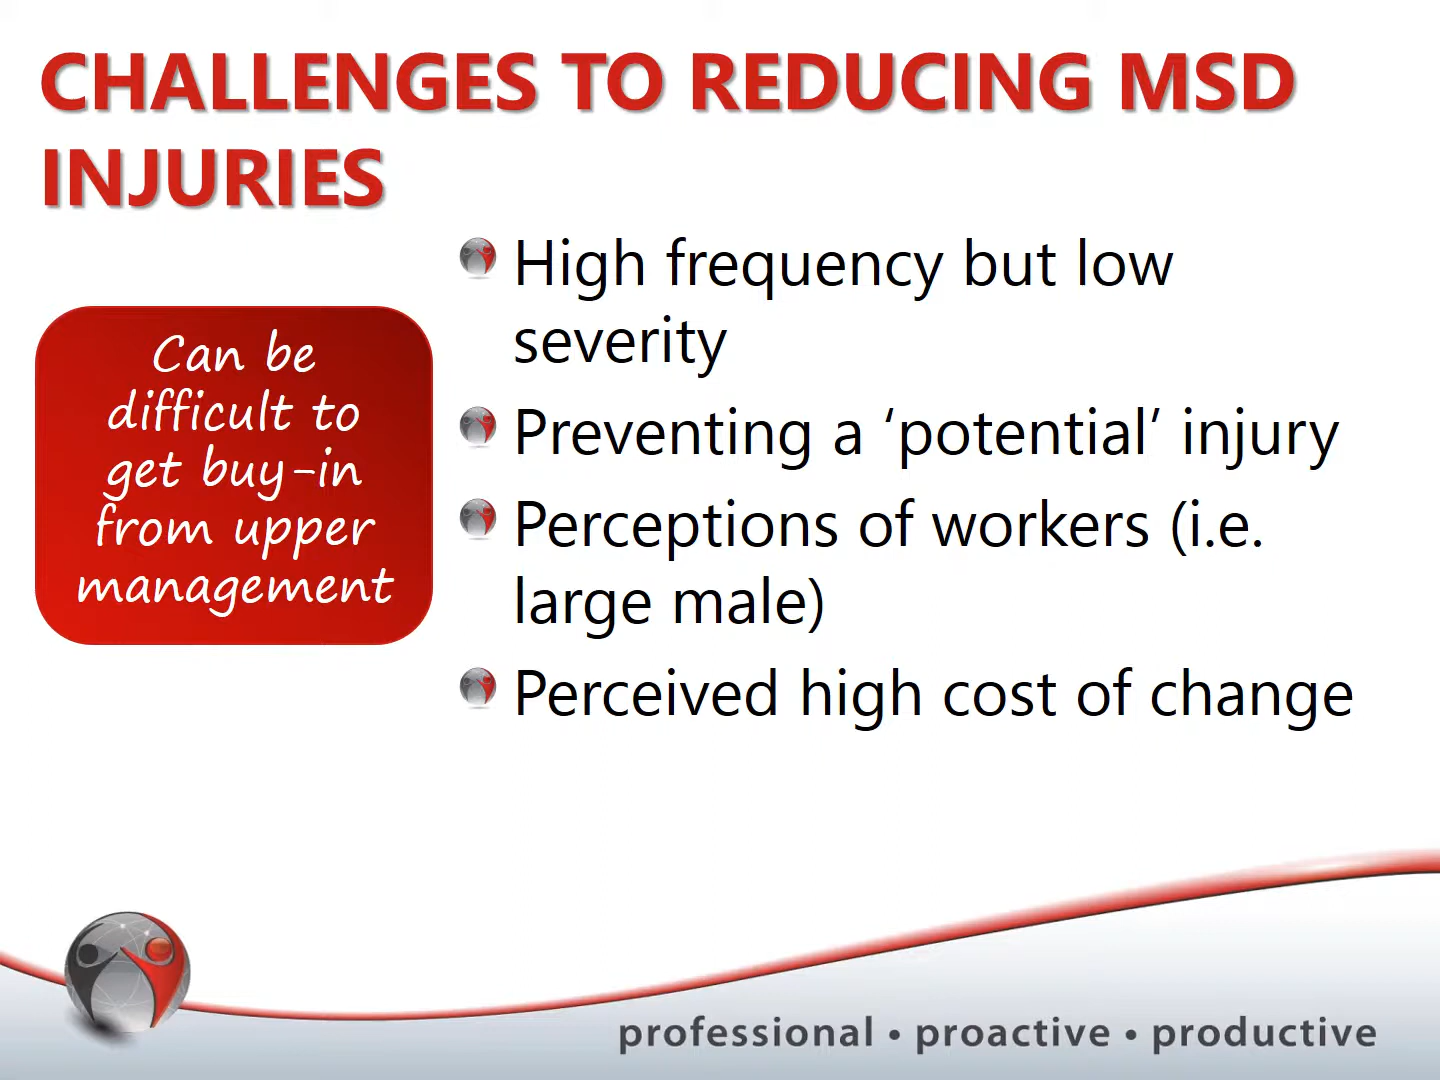 CHALLENGES TO REDUCING MSD
INJURIES
Can be
difficult to
get buy-in
from upper
management
High frequency but low
severity
Preventing a ‘potential’ injury
Perceptions of workers (i.e.
large male)
Perceived high cost of change
professional • proactive • productive